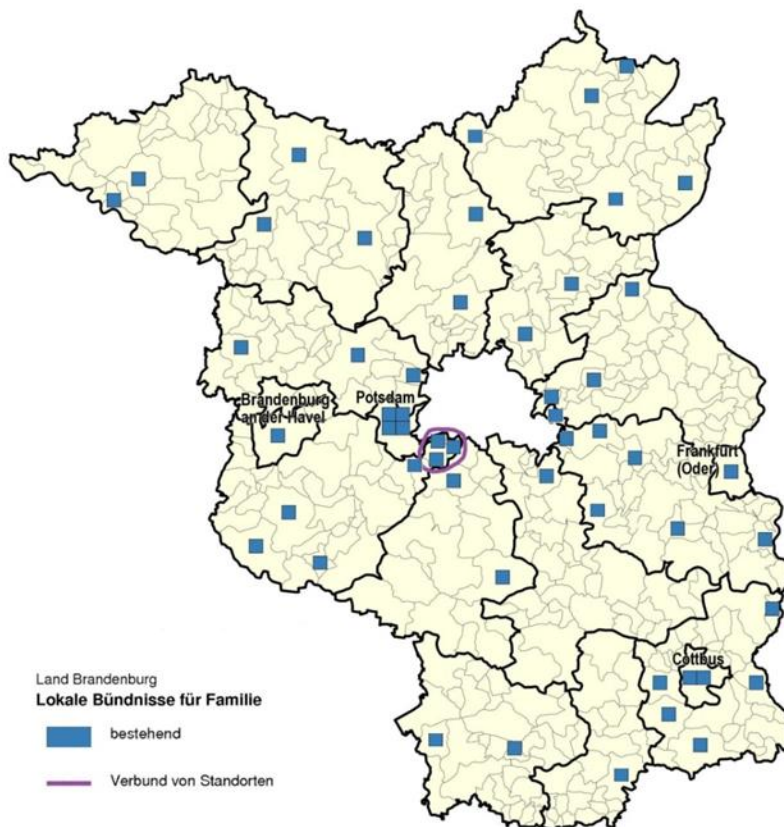 Brandenburg
an der Havel
Potsdam
Frankfurt
(Oder)
Cottbus
Land Brandenburg
Lokale Bündnisse für Familie
bestehend
Verbund von Standorten